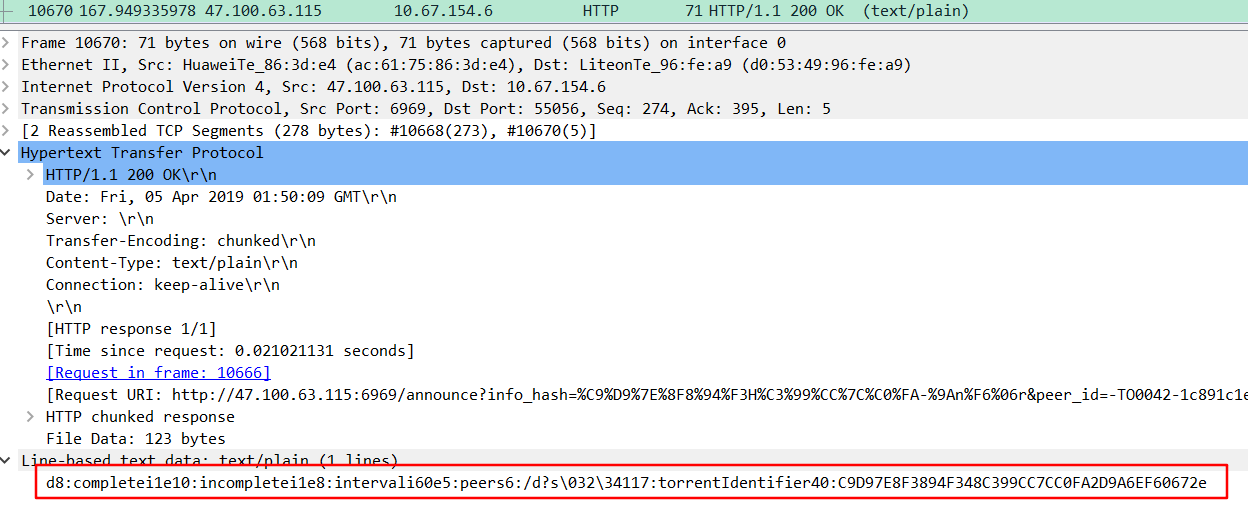 10670 167.949335978 47.100.63.115 10.67.154.6 HTTP 71 HTTP/1.1 200 OK (text/plain)
Frame 10670: 71 bytes on wire (568 bits), 71 bytes captured (568 bits) on interface 0
Ethernet II, Src: HuaweiTe_86:3d:e4 (ac:61:75:86:3d:e4), Dst: LiteonTe_96:fe:a9 (d0:53:49:96:fe:a9)
Internet Protocol Version 4, Src: 47.100.63.115, Dst: 10.67.154.6
Transmission Control Protocol, Src Port: 6969, Dst Port: 55056, Seq: 274, Ack: 395, Len: 5
[2 Reassembled TCP Segments (278 bytes): #10668(273), #10670(5)]
Hypertext Transfer Protocol
HTTP/1.1 200 OK\r\n
Date: Fri, 05 Apr 2019 01:50:09 GMT\r\n
Server: \r\n
Transfer-Encoding: chunked\r\n
Content-Type: text/plain\r\n
Connection: keep-alive\r\n
\r\n
[HTTP response 1/1]
[Time since request: 0.021021131 seconds]
[Request in frame: 10666]
[Request URI: http://47.100.63.115:6969/announce?info_hash=%C9%D9%7E%8F8%94%F3H%C3%99%CC%7C%C0%FA-%9An%F6%06r&peer_id=-TO0042-1c891c1e
HTTP chunked response
File Data: 123 bytes
Line-based text data: text/plain (1 lines)
d8:completei1e10:incompletei1e8:intervali60e5:peers6:/d?s\032\34117:torrentIdentifier40:C9D97E8F3894F348C399CC7CC0FA2D9A6EF60672e